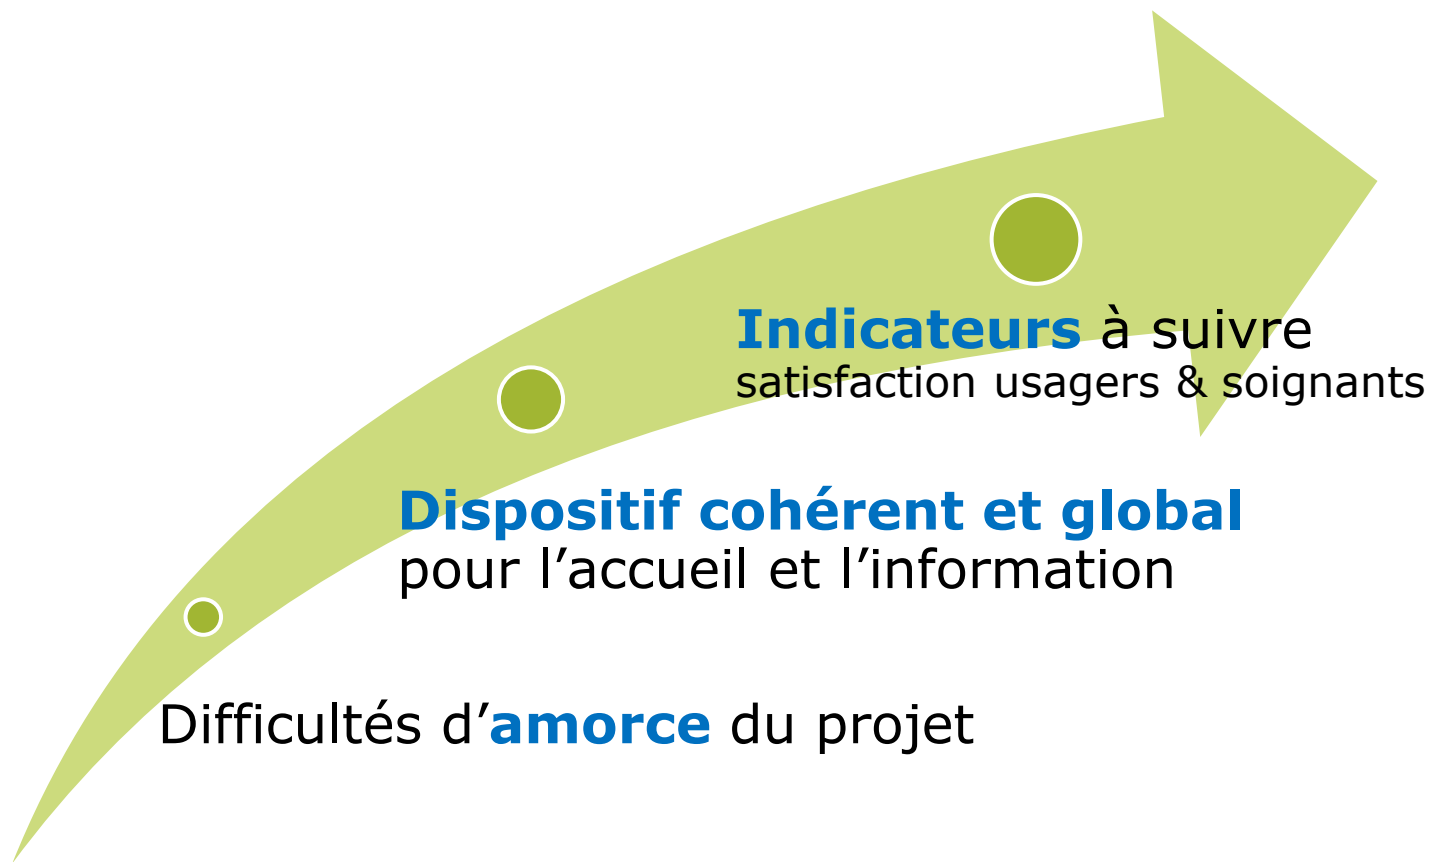 Indicateurs à suivre
satisfaction usagers & soignants
Dispositif cohérent et global
pour l’accueil et l’information
Difficultés d’amorce du projet